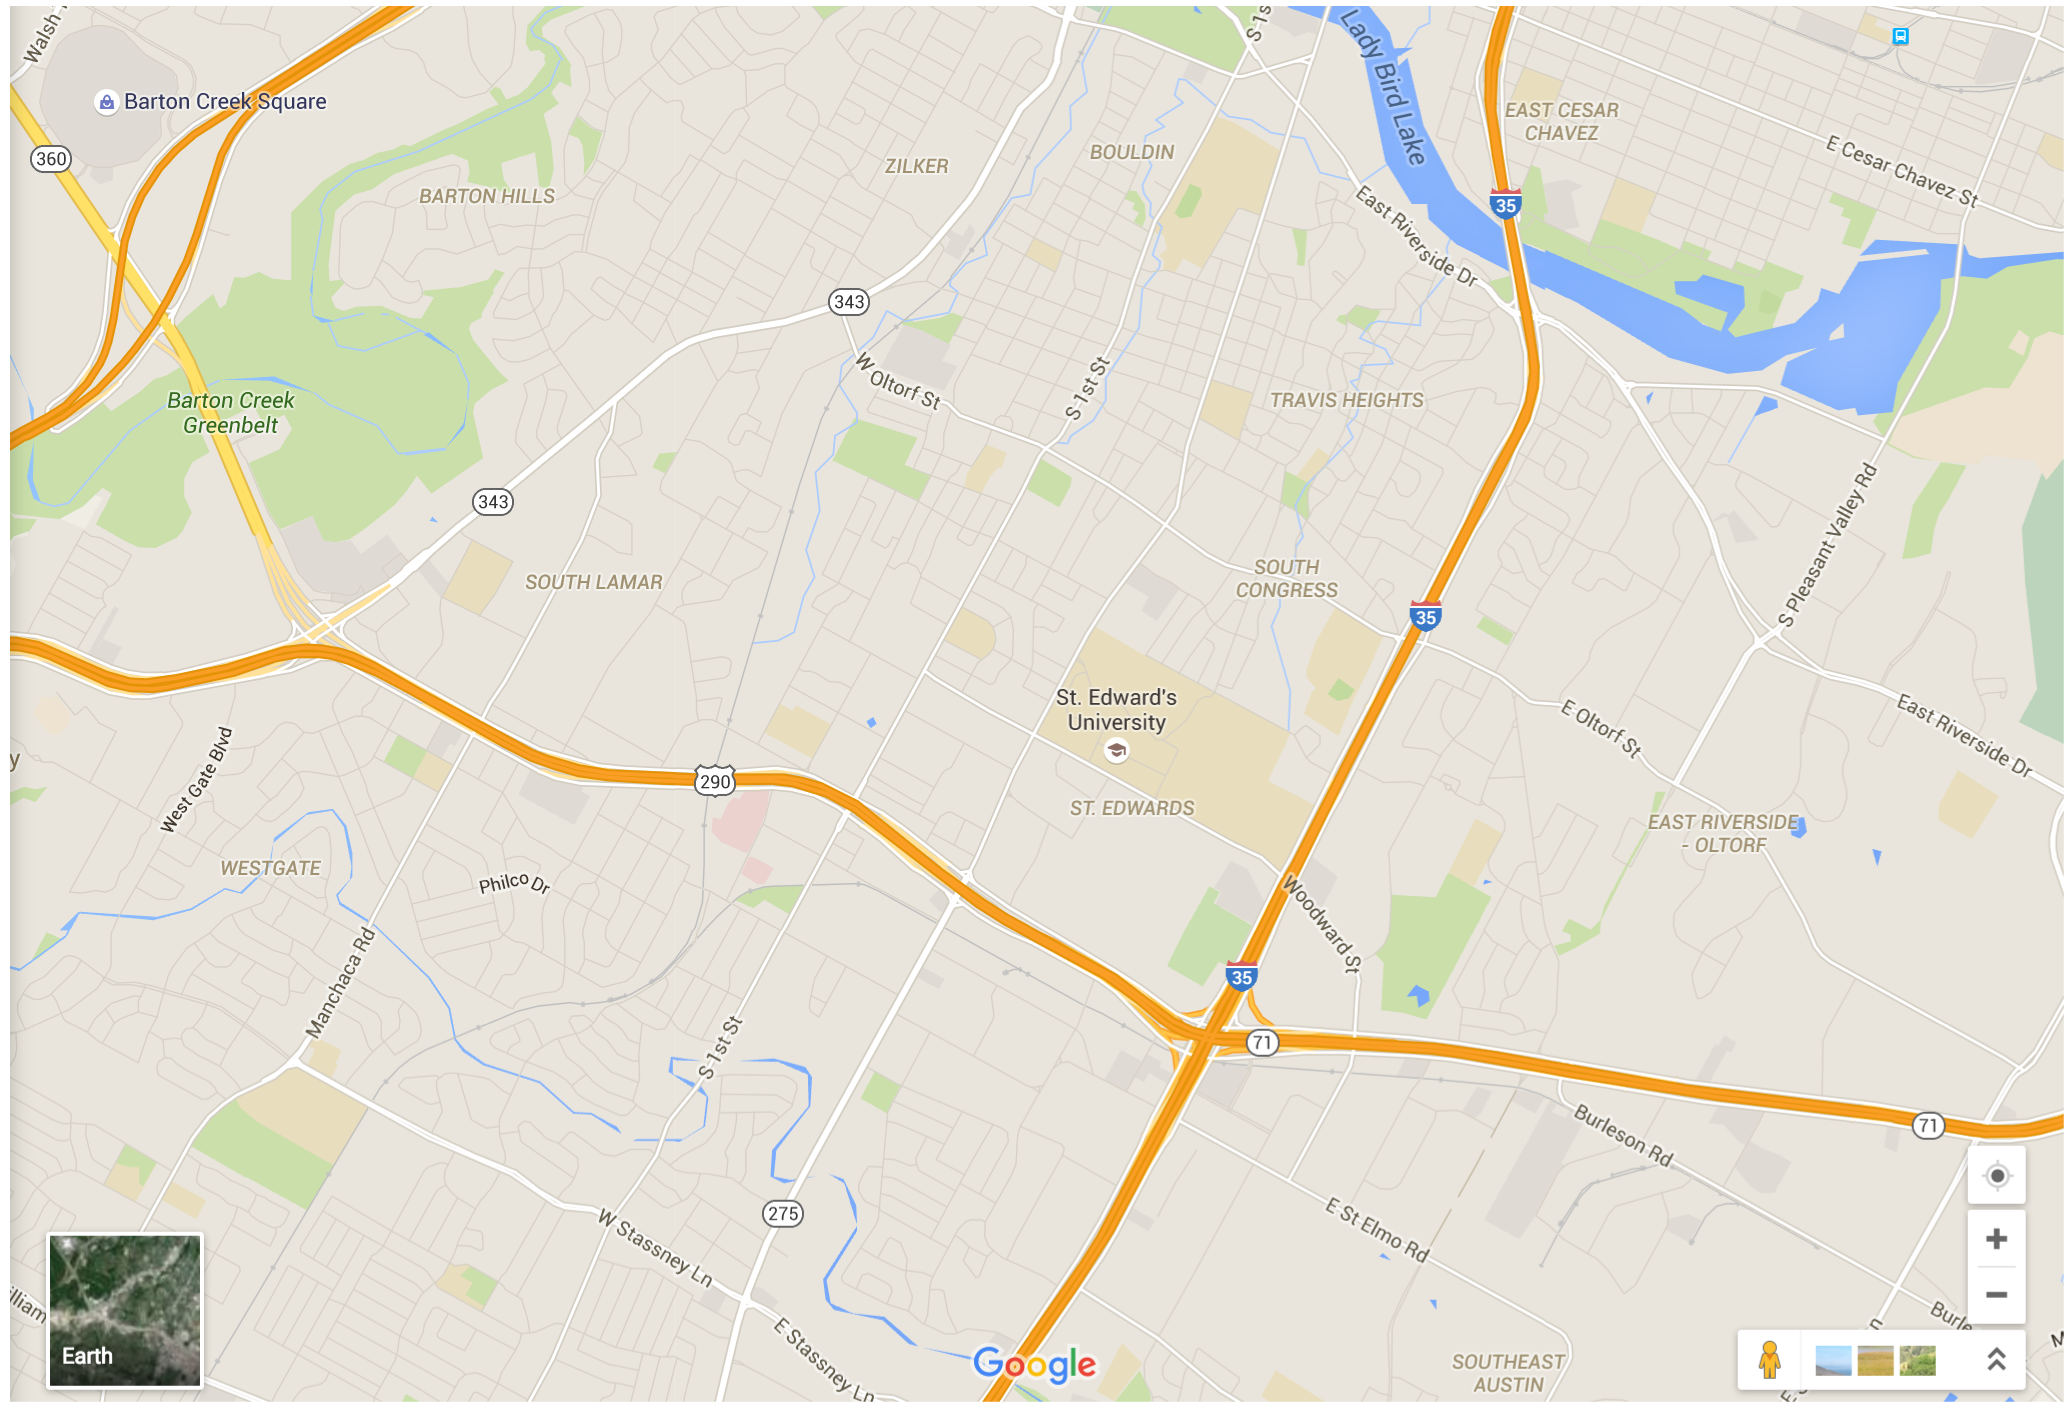 Walsh
S 1s
Lady Bird Lake
Barton Creek Square
EAST CESAR
CHAVEZ
360
ZILKER
BOULDIN
E Cesar Chavez St
BARTON HILLS
35
East Riverside Dr
343
W Oltorf St
S 1st St
Barton Creek
Greenbelt
TRAVIS HEIGHTS
343
S Pleasant Valley Rd
SOUTH LAMAR
SOUTH
CONGRESS
35
St. Edward's
University
East Riverside Dr
E Oltorf St
West Gate Blvd
y
290
ST. EDWARDS
EAST RIVERSIDE
- OLTORF
WESTGATE
Philco Dr
Woodward St
Manchaca Rd
35
S 1st St
71
71
Burleson Rd
275
W Stassney Ln
E St Elmo Rd
illiam
Burle
n
M
E Stassney Ln
Earth
Google
SOUTHEAST
AUSTIN